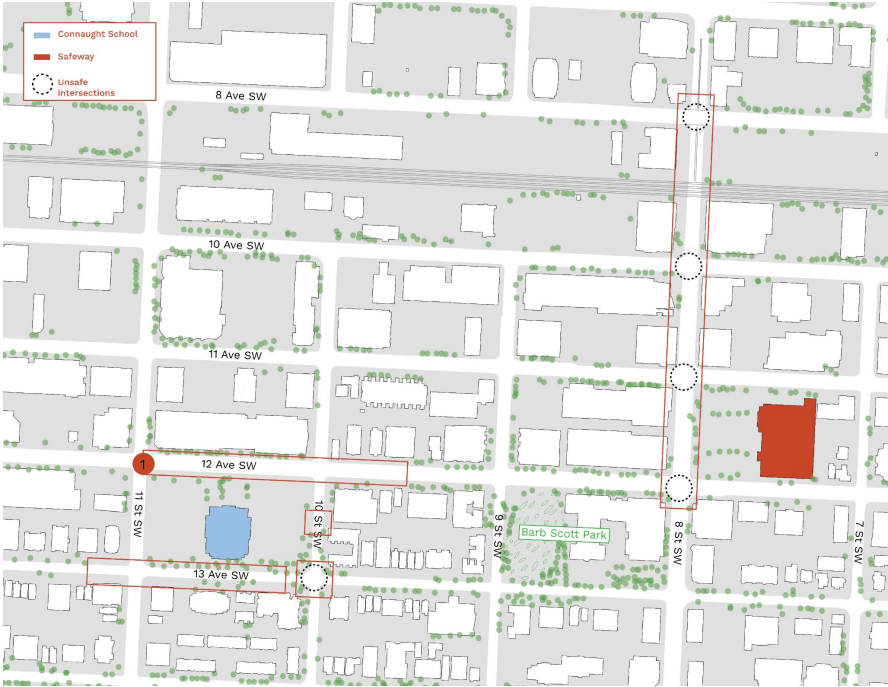 Connaught School
Safeway
Unsafe
intersections
8 Ave SW
10 Ave SW
11 Ave SW
12 Ave SW
1
11 St SW
10 St SW
9 St SW
Barb Scott Park
8 St SW
7 St SW
13 Ave SW